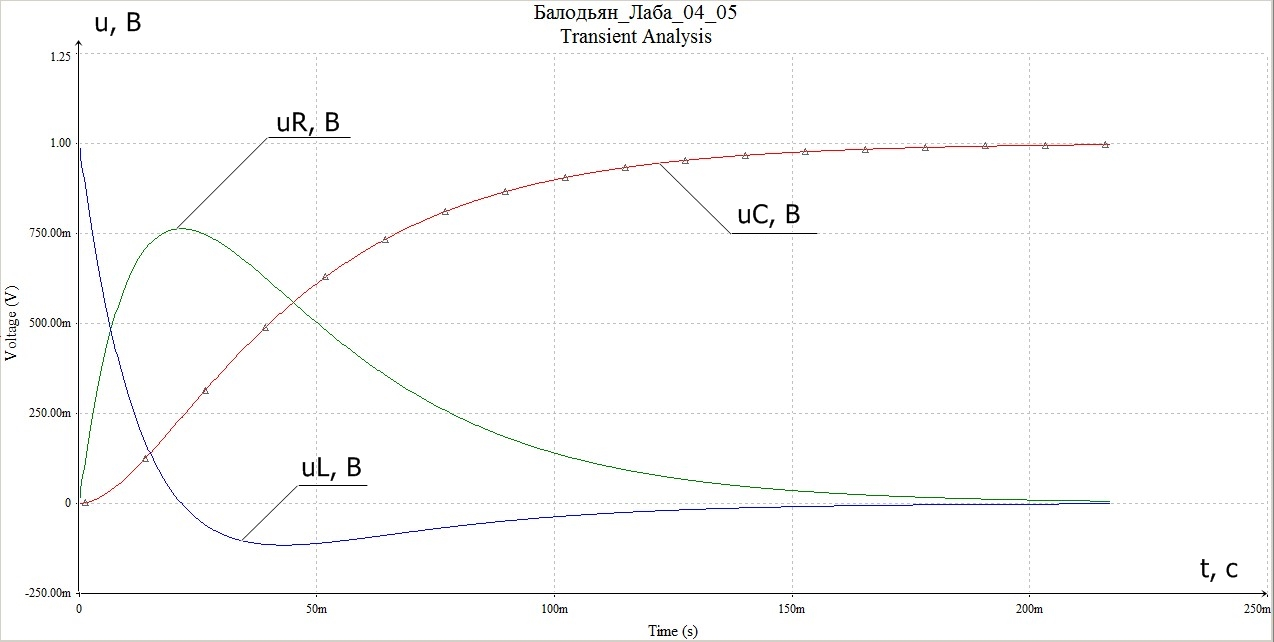 Балодьян_Лаба_04_05
Transient Analysis
u, В
1.25
uR, В
1.00
uC, В
750.00m
Voltage (V)
500.00m
250.00m
uL, В
0
t, с
-250.00m
0
50m
100m
150m
200m
250m
Time (s)